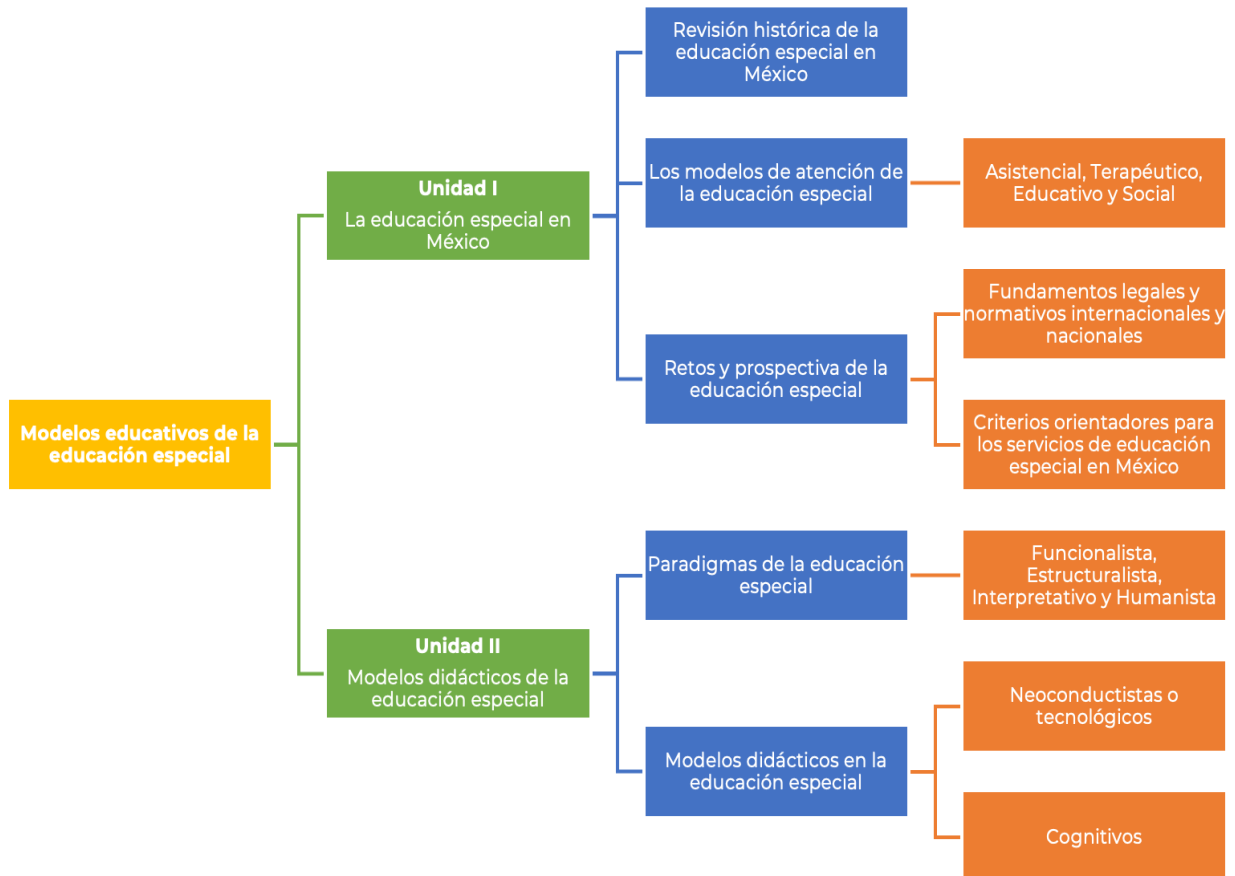 Modelos educativos de la
educación especial
Unidad I
La educación especial en
México
Revisión histórica de la
educación especial en
México
Los modelos de atención de
la educación especial
Asistencial, Terapéutico,
Educativo y Social
Retos y prospectiva de la
educación especial
Fundamentos legales y
normativos internacionales y
nacionales
Criterios orientadores para
los servicios de educación
especial en México
Unidad II
Modelos didácticos de la
educación especial
Paradigmas de la educación
especial
Funcionalista,
Estructuralista,
Interpretativo y Humanista
Modelos didácticos en la
educación especial
Neoconductistas o
tecnológicos
Cognitivos